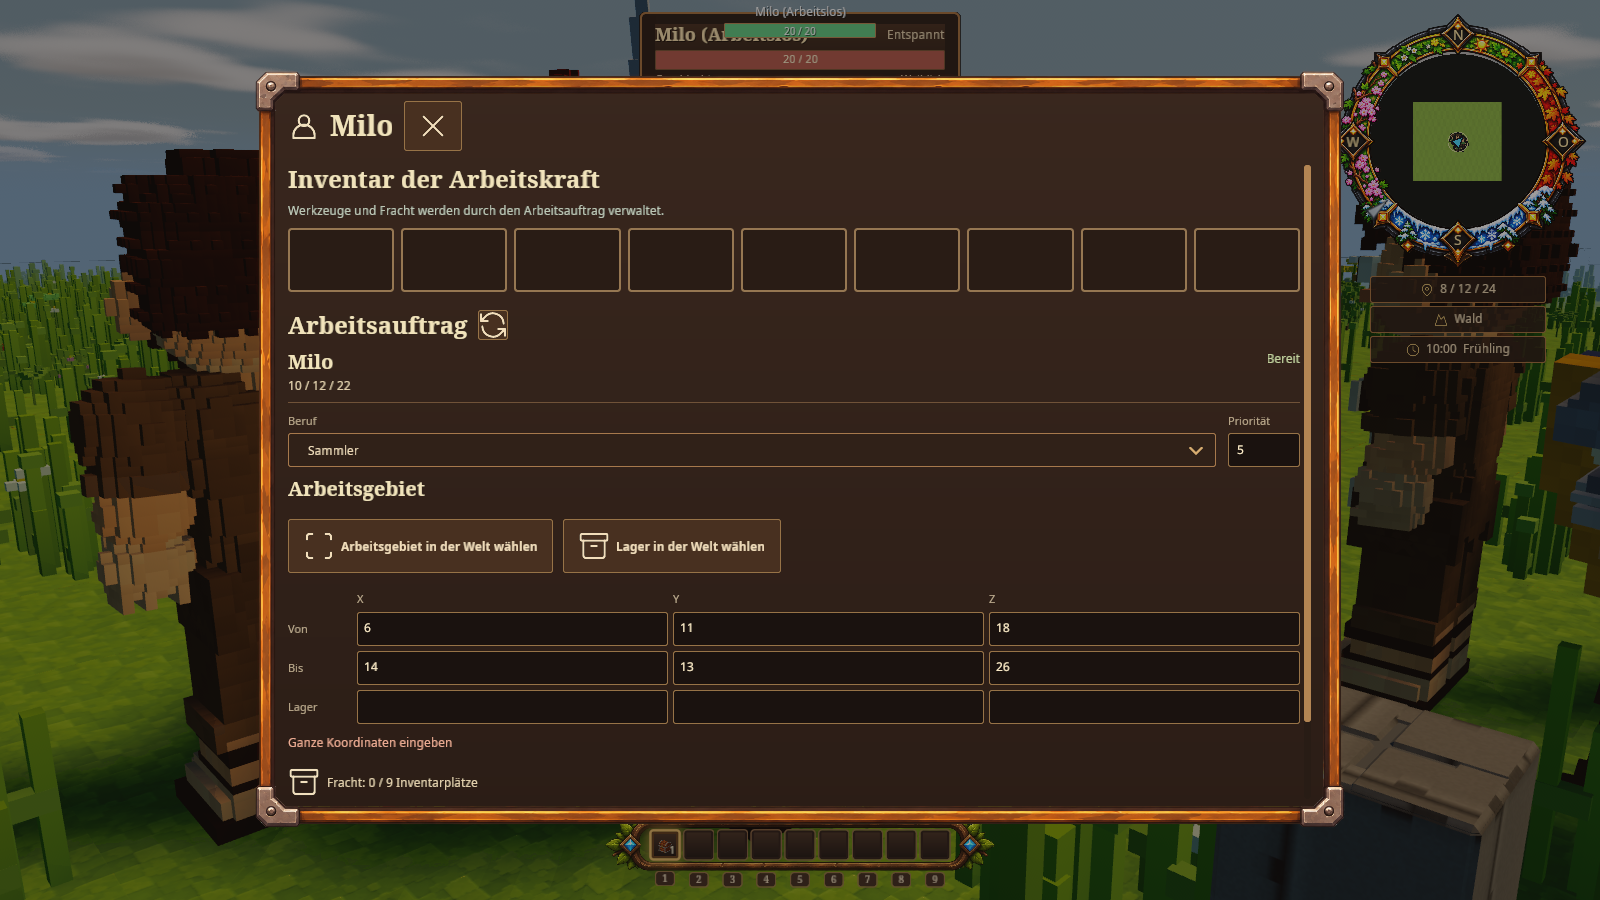 Milo (Arbeitslos)
20 / 20
Entspannt
20 / 20
Milo
Inventar der Arbeitskraft
Werkzeuge und Fracht werden durch den Arbeitsauftrag verwaltet.
Arbeitsauftrag
Milo
Bereit
10 / 12 / 22
Beruf
Priorität
Sammler
5
Arbeitsgebiet
Arbeitsgebiet in der Welt wählen
Lager in der Welt wählen
X
Y
Z
Von
6
11
18
Bis
14
13
26
Lager
Ganze Koordinaten eingeben
Fracht: 0 / 9 Inventarplätze
N
W
O
S
8 / 12 / 24
Wald
10:00 Frühling
1
1 2 3 4 5 6 7 8 9